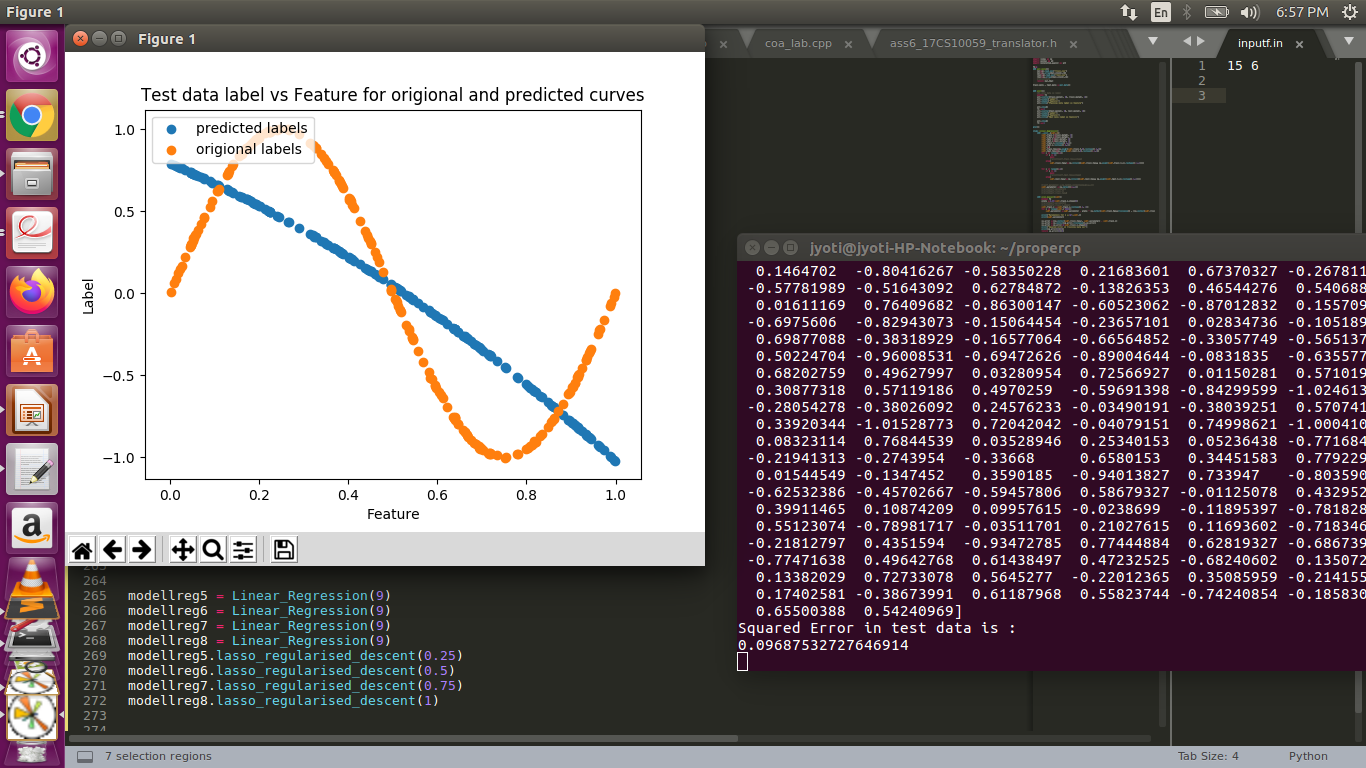 Figure 1
En
6:57 PM
Figure 1
coa_lab.cpp
ass6_17CS10059_translator.h
inputf.in
1 15 6
2
3
Test data label vs Feature for origional and predicted curves
predicted labels
origional labels
1.0
0.5
0.0
−0.5
−1.0
Label
0.0 0.2 0.4 0.6 0.8 1.0
Feature
jyoti@jyoti-HP-Notebook: ~/propercp
0.1464702 -0.80416267 -0.58350228 0.21683601 0.67370327 -0.267811
-0.57781989 -0.51643092 0.62784872 -0.13826353 0.46544276 0.540688
0.01611169 0.76409682 -0.86300147 -0.60523062 -0.87012832 0.155709
-0.6975606 -0.82943073 -0.15064454 -0.23657101 0.02834736 -0.105189
0.69877088 -0.38318929 -0.16577064 -0.66564852 -0.33057749 -0.565137
0.50224704 -0.96008531 -0.69472626 -0.89004644 -0.0831835 -0.635577
0.68202759 0.49627997 0.03280954 0.72566927 0.01150281 0.571019
0.30877318 0.57119186 0.4970259 -0.59691398 -0.84299599 -1.024613
-0.28054278 -0.38026092 0.24576233 -0.03490191 -0.38039251 0.570741
0.33920344 -1.01528773 0.72042042 -0.04079151 0.74998621 -1.000410
0.08323114 0.76844539 0.03528946 0.25340153 0.05236438 -0.771684
-0.21941313 -0.2743954 -0.33668 0.6580153 0.34451583 0.779229
0.01544549 -0.1347452 0.3590185 -0.94013827 0.733947 -0.803590
-0.62532386 -0.45702667 -0.59457806 0.58679327 -0.01125078 0.432952
0.39911465 0.10874209 0.09957615 -0.0238699 -0.11895397 -0.781828
0.55123074 -0.78981717 -0.03511701 0.21027615 0.11693602 -0.718346
-0.21812797 0.4351594 -0.93472785 0.77444884 0.62819327 -0.686739
-0.77471638 0.49642768 0.61438497 0.47232525 -0.68240602 0.135072
0.13382029 0.72733078 0.5645277 -0.22012365 0.35085959 -0.214155
0.17402581 -0.38673991 0.61187968 0.55823744 -0.74240854 -0.185830
0.65500388 0.54240969]
Squared Error in test data is :
0.09687532727646914
263
264
265 modellreg5 = Linear_Regression(9)
266 modellreg6 = Linear_Regression(9)
267 modellreg7 = Linear_Regression(9)
268 modellreg8 = Linear_Regression(9)
269 modellreg5.lasso_regularised_descent(0.25)
270 modellreg6.lasso_regularised_descent(0.5)
271 modellreg7.lasso_regularised_descent(0.75)
272 modellreg8.lasso_regularised_descent(1)
273
274
7 selection regions
Tab Size: 4
Python